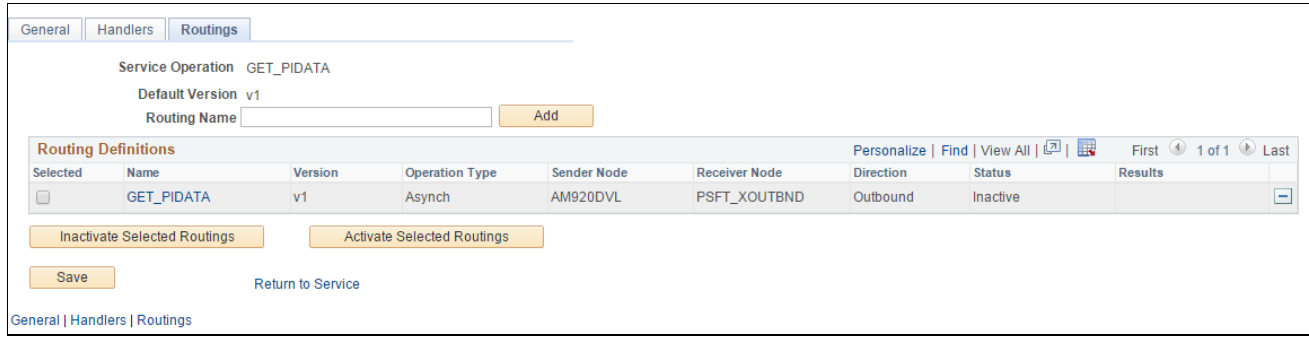 General Handlers Routings
Service Operation GET_PIDATA
Default Version v1
Routing Name Add
Routing Definitions Personalize | Find | View All | | First 1 of 1 Last
Selected Name Version Operation Type Sender Node Receiver Node Direction Status Results
GET_PIDATA v1 Asynch AM920DVL PSFT_XOUTBND Outbound Inactive
Inactivate Selected Routings Activate Selected Routings
Save Return to Service
General | Handlers | Routings